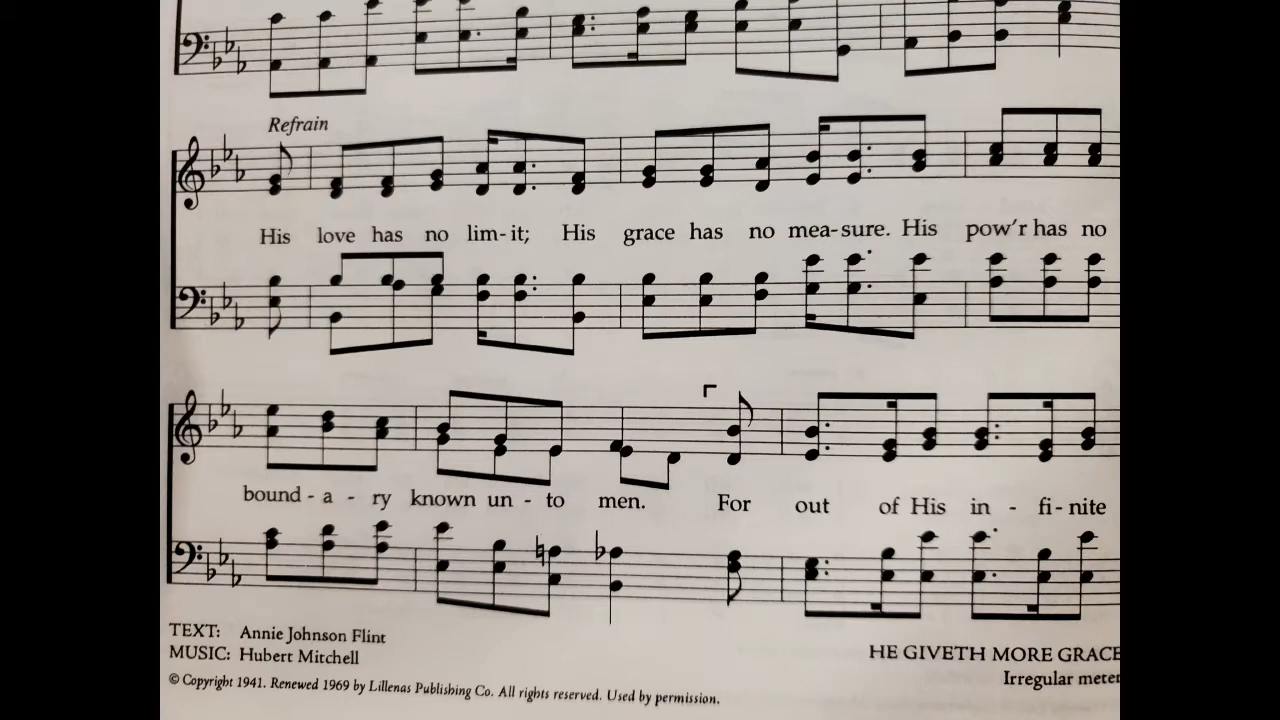 Refrain
His love has no lim-it; His grace has no mea-sure. His pow'r has no
bound - a - ry known un - to men. For out of His in - fi-nite
TEXT: Annie Johnson Flint
MUSIC: Hubert Mitchell
HE GIVETH MORE GRACE
Irregular meter
© Copyright 1941. Renewed 1969 by Lillenas Publishing Co. All rights reserved. Used by permission.